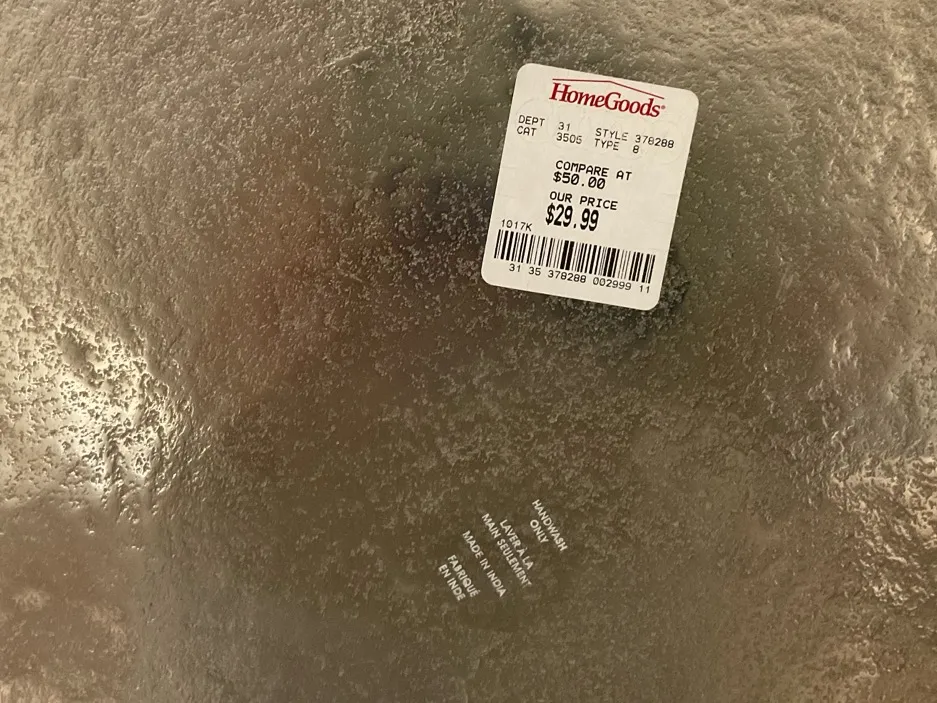 HomeGoods®
DEPT 31 STYLE 378288
CAT 3505 TYPE 8
COMPARE AT
$50.00
OUR PRICE
$29.99
1017K
31 35 378288 002999 11
HANDWASH
ONLY
LAVER A LA
MAIN SEULEMENT
MADE IN INDIA
FABRIQUÉ
EN INDE